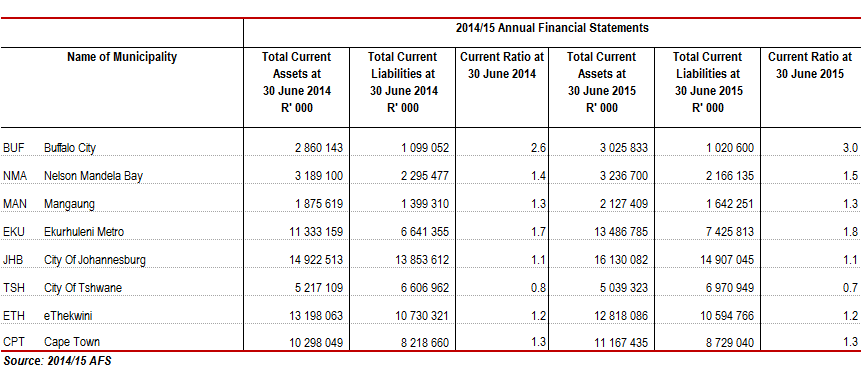 2014/15 Annual Financial Statements
Name of Municipality Total Current Total Current Current Ratio at Total Current Total Current Current Ratio at
Assets at Liabilities at 30 June 2014 Assets at Liabilities at 30 June 2015
30 June 2014 30 June 2014 30 June 2015 30 June 2015
R' 000 R' 000 R' 000 R' 000
BUF Buffalo City 2 860 143 1 099 052 2.6 3 025 833 1 020 600 3.0
NMA Nelson Mandela Bay 3 189 100 2 295 477 1.4 3 236 700 2 166 135 1.5
MAN Mangaung 1 875 619 1 399 310 1.3 2 127 409 1 642 251 1.3
EKU Ekurhuleni Metro 11 333 159 6 641 355 1.7 13 486 785 7 425 813 1.8
JHB City Of Johannesburg 14 922 513 13 853 612 1.1 16 130 082 14 907 045 1.1
TSH City Of Tshwane 5 217 109 6 606 962 0.8 5 039 323 6 970 949 0.7
ETH eThekwini 13 198 063 10 730 321 1.2 12 818 086 10 594 766 1.2
CPT Cape Town 10 298 049 8 218 660 1.3 11 167 435 8 729 040 1.3
Source: 2014/15 AFS